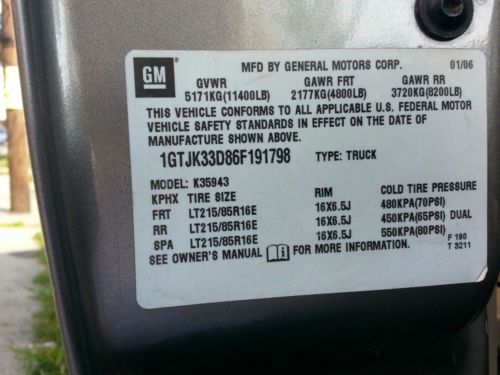 GM MFD BY GENERAL MOTORS CORP. 01/06
GVWR GAWR FRT GAWR RR
5171KG(11400LB) 2177KG(4800LB) 3720KG(8200LB)
THIS VEHICLE CONFORMS TO ALL APPLICABLE U.S. FEDERAL MOTOR
VEHICLE SAFETY STANDARDS IN EFFECT ON THE DATE OF
MANUFACTURE SHOWN ABOVE.
1GTJK33D86F191798 TYPE: TRUCK
MODEL: K35943
KPHX TIRE SIZE RIM COLD TIRE PRESSURE
FRT LT215/85R16E 16X6.5J 480KPA(70PSI)
RR LT215/85R16E 16X6.5J 450KPA(65PSI) DUAL
SPA LT215/85R16E 16X6.5J 550KPA(80PSI)
SEE OWNER'S MANUAL i FOR MORE INFORMATION. F 190
T 3211